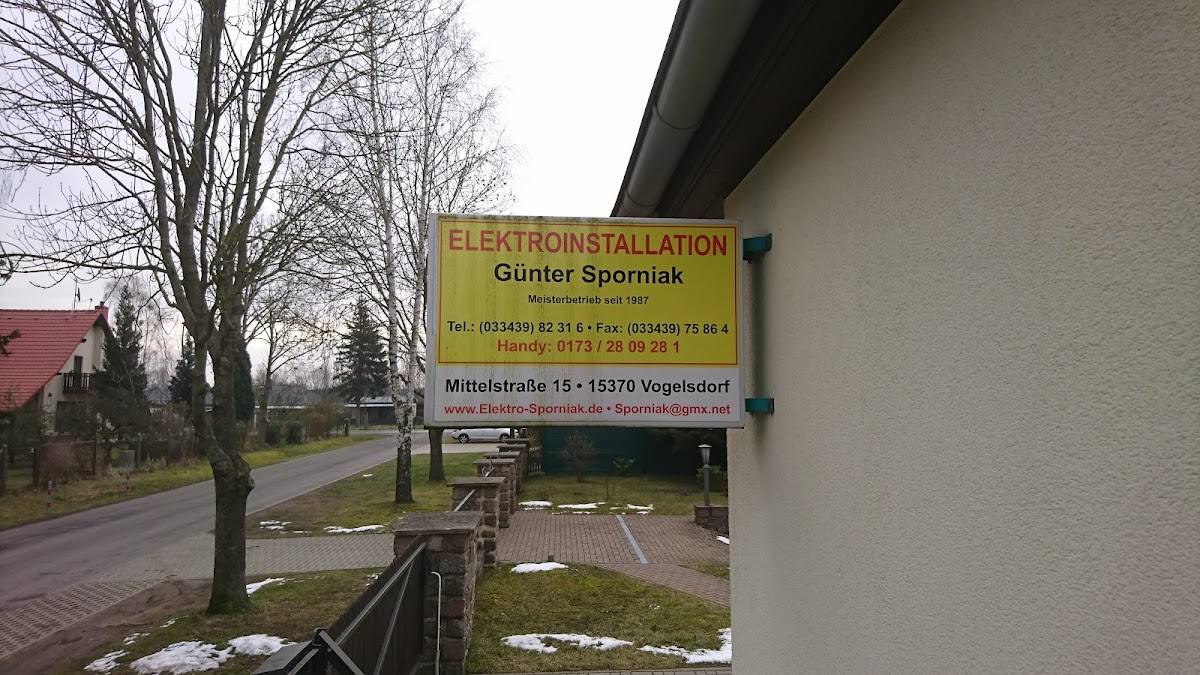 ELEKTROINSTALLATION
Günter Sporniak
Meisterbetrieb seit 1987
Tel.: (033439) 82 31 6 • Fax: (033439) 75 86 4
Handy: 0173 / 28 09 28 1
Mittelstraße 15 • 15370 Vogelsdorf
www.Elektro-Sporniak.de • Sporniak@gmx.net